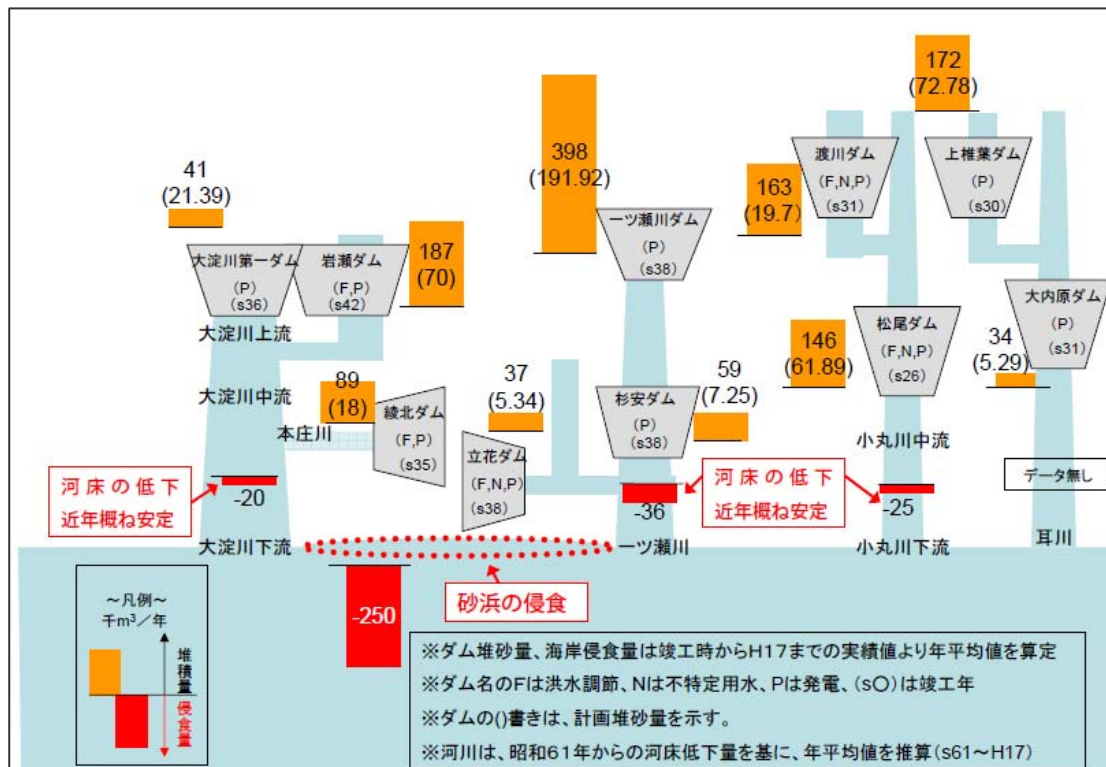 172
(72.78)
398
(191.92)
渡川ダム
(F,N,P)
(s31)
上椎葉ダム
(P)
(s30)
41
(21.39)
163
(19.7)
187
(70)
一ツ瀬川ダム
(P)
(s38)
大淀川第一ダム
(P)
(s36)
岩瀬ダム
(F,P)
(s42)
大内原ダム
(P)
(s31)
松尾ダム
(F,N,P)
(s26)
大淀川上流
146
(61.89)
34
(5.29)
37
(5.34)
59
(7.25)
89
(18)
大淀川中流
綾北ダム
(F,P)
(s35)
杉安ダム
(P)
(s38)
本庄川
立花ダム
(F,N,P)
(s38)
小丸川中流
データ無し
河床の低下
近年概ね安定
-20
-36
河床の低下
近年概ね安定
-25
大淀川下流
一ツ瀬川
小丸川下流
耳川
砂浜の侵食
-250
～凡例～
千m³／年
堆積量
侵食量
※ダム堆砂量、海岸侵食量は竣工時からH17までの実績値より年平均値を算定
※ダム名のFは洪水調節、Nは不特定用水、Pは発電、(s○)は竣工年
※ダムの()書きは、計画堆砂量を示す。
※河川は、昭和61年からの河床低下量を基に、年平均値を推算(s61～H17)